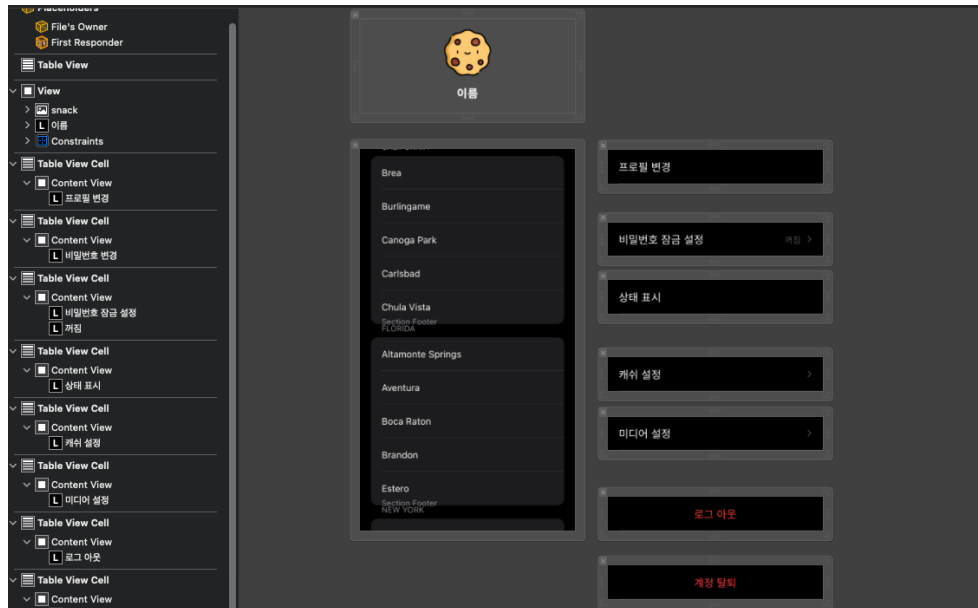 Placeholders
File's Owner
First Responder
Table View
View
snack
L 이름
Constraints
Table View Cell
Content View
L 프로필 변경
Table View Cell
Content View
L 비밀번호 변경
Table View Cell
Content View
L 비밀번호 잠금 설정
L 꺼짐
Table View Cell
Content View
L 상태 표시
Table View Cell
Content View
L 캐쉬 설정
Table View Cell
Content View
L 미디어 설정
Table View Cell
Content View
L 로그 아웃
Table View Cell
Content View
이름
Brea
Burlingame
Canoga Park
Carlsbad
Chula Vista
Section Footer
FLORIDA
Altamonte Springs
Aventura
Boca Raton
Brandon
Estero
Section Footer
NEW YORK
프로필 변경
비밀번호 잠금 설정 꺼짐
상태 표시
캐쉬 설정
미디어 설정
로그 아웃
계정 탈퇴